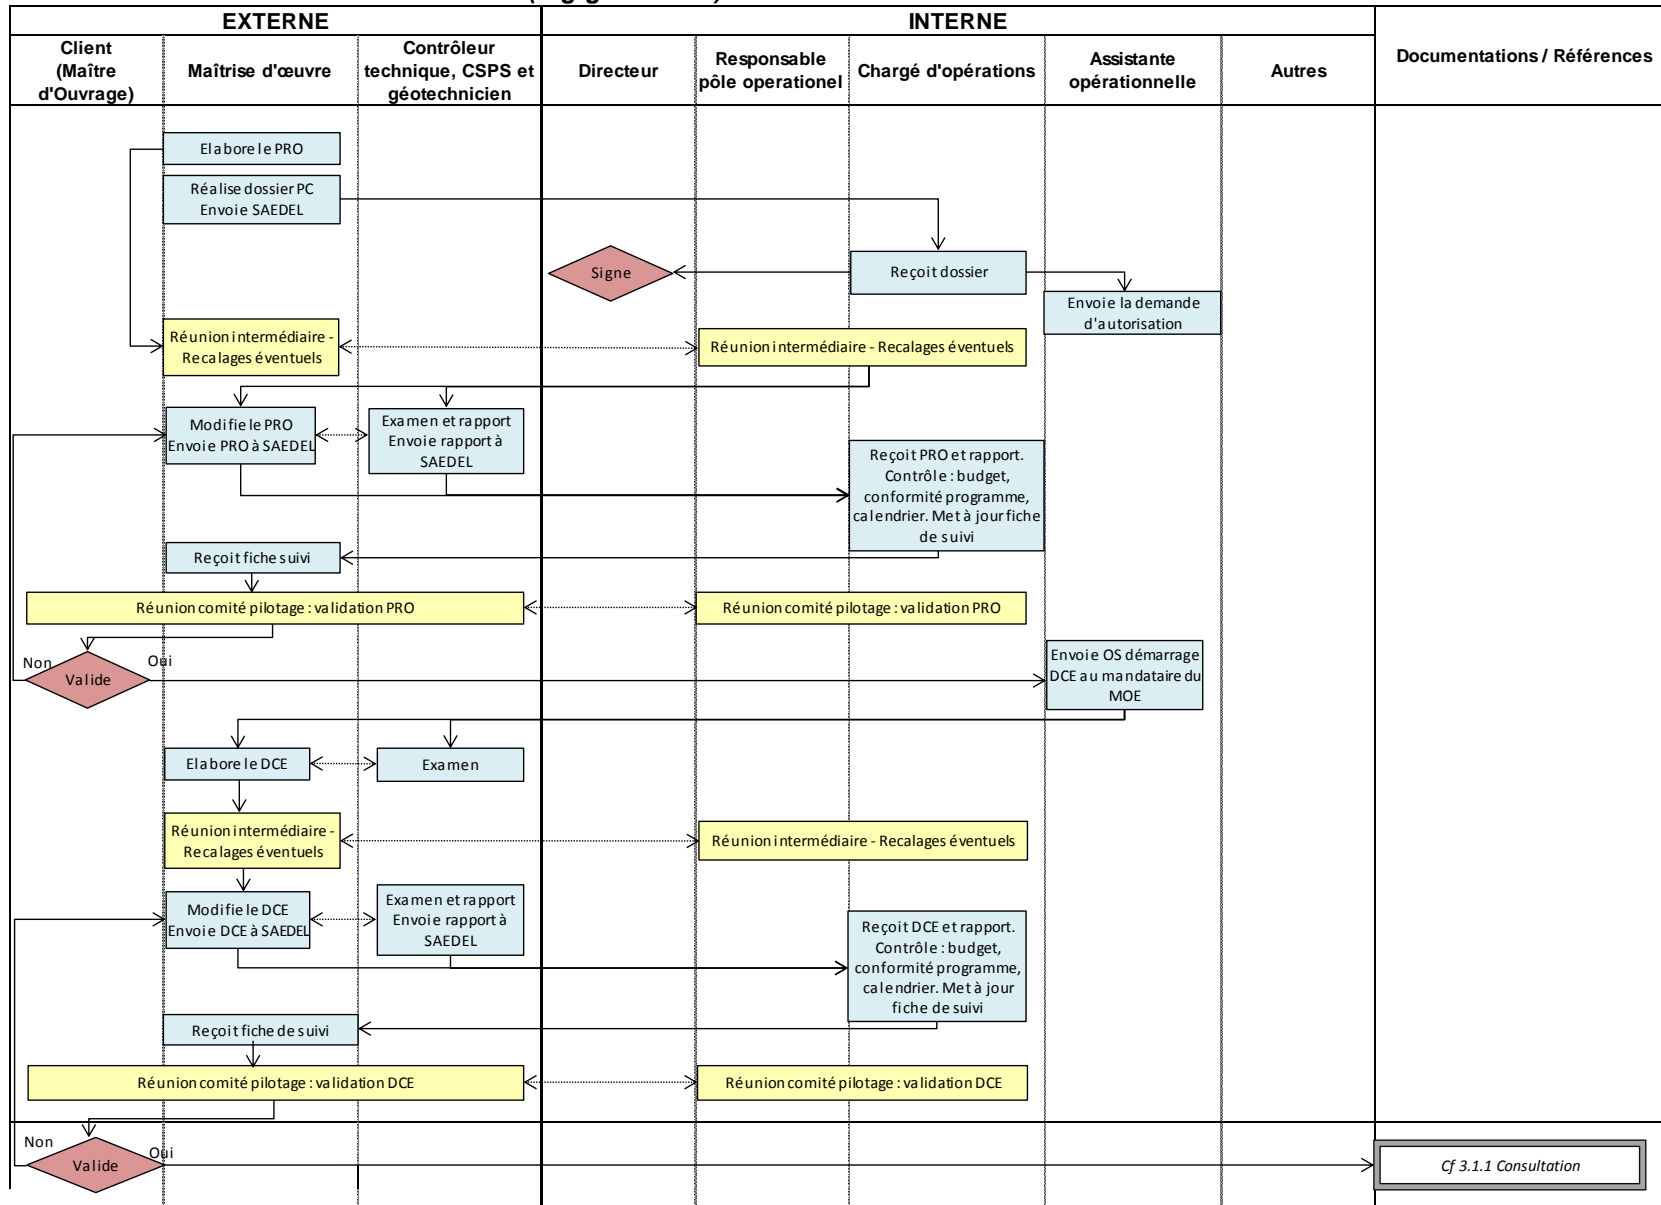 EXTERNE
INTERNE
Client
(Maître
d'Ouvrage)
Maîtrise d'œuvre
Contrôleur
technique, CSPS et
géotechnicien
Directeur
Responsable
pôle operationel
Chargé d'opérations
Assistante
opérationnelle
Autres
Documentations / Références
Elabore le PRO
Réalise dossier PC
Envoie SAEDEL
Signe
Reçoit dossier
Envoie la demande
d'autorisation
Réunion intermédiaire -
Recalages éventuels
Réunion intermédiaire - Recalages éventuels
Modifie le PRO
Envoie PRO à SAEDEL
Examen et rapport
Envoie rapport à
SAEDEL
Reçoit PRO et rapport.
Contrôle : budget,
conformité programme,
calendrier. Met à jour fiche
de suivi
Reçoit fiche suivi
Réunion comité pilotage : validation PRO
Réunion comité pilotage : validation PRO
Non
Valide
Oui
Envoie OS démarrage
DCE au mandataire du
MOE
Elabore le DCE
Examen
Réunion intermédiaire -
Recalages éventuels
Réunion intermédiaire - Recalages éventuels
Modifie le DCE
Envoie DCE à SAEDEL
Examen et rapport
Envoie rapport à
SAEDEL
Reçoit DCE et rapport.
Contrôle : budget,
conformité programme,
calendrier. Met à jour
fiche de suivi
Reçoit fiche de suivi
Réunion comité pilotage : validation DCE
Réunion comité pilotage : validation DCE
Non
Valide
Oui
Cf 3.1.1 Consultation